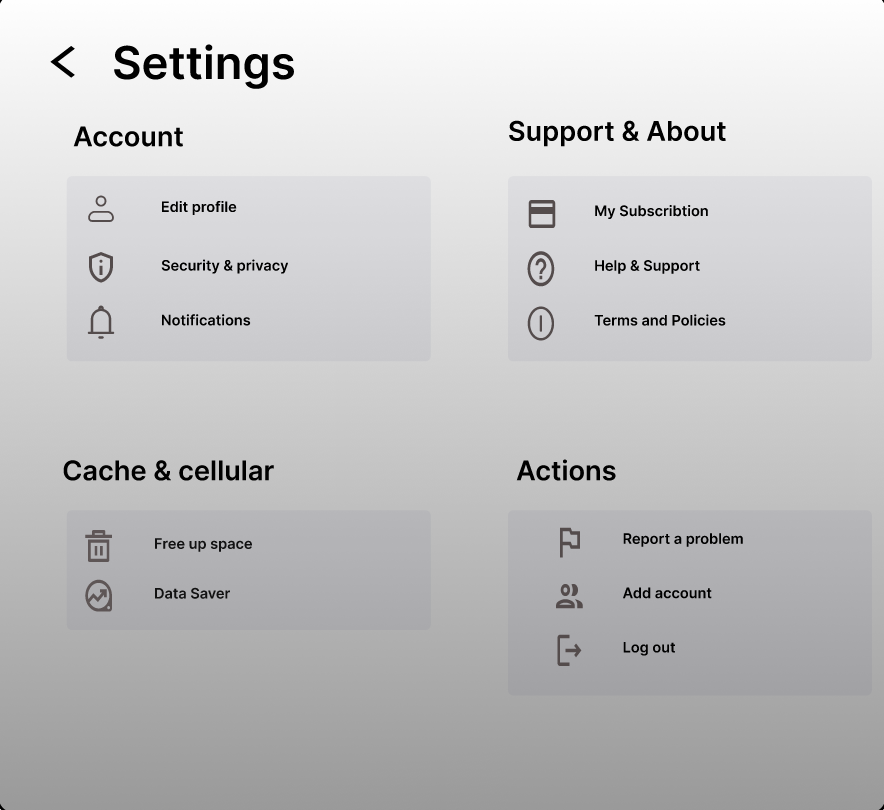 Settings
Account
Edit profile
Security & privacy
Notifications
Support & About
My Subscribtion
Help & Support
Terms and Policies
Cache & cellular
Free up space
Data Saver
Actions
Report a problem
Add account
Log out